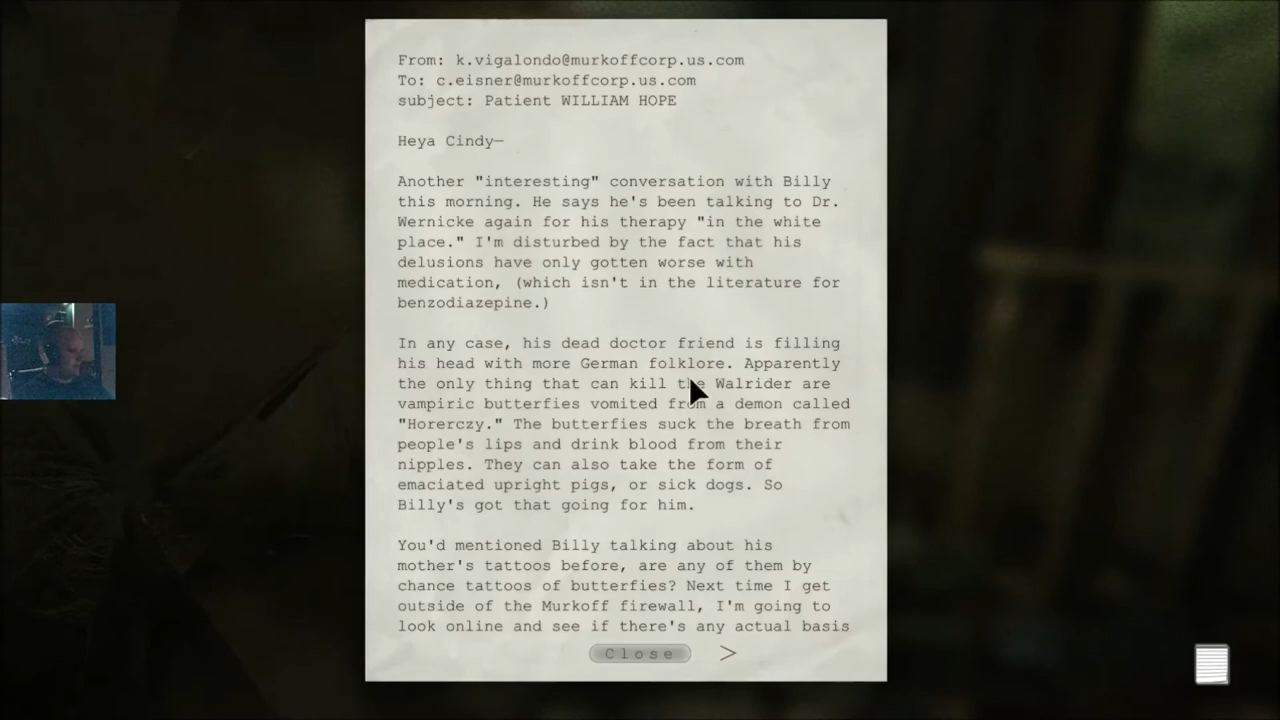 From: k.vigalondo@murkoffcorp.us.com
To: c.eisner@murkoffcorp.us.com
subject: Patient WILLIAM HOPE
Heya Cindy—
Another "interesting" conversation with Billy
this morning. He says he's been talking to Dr.
Wernicke again for his therapy "in the white
place." I'm disturbed by the fact that his
delusions have only gotten worse with
medication, (which isn't in the literature for
benzodiazepine.)
In any case, his dead doctor friend is filling
his head with more German folklore. Apparently
the only thing that can kill the Walrider are
vampiric butterfies vomited from a demon called
"Horerczy." The butterfies suck the breath from
people's lips and drink blood from their
nipples. They can also take the form of
emaciated upright pigs, or sick dogs. So
Billy's got that going for him.
You'd mentioned Billy talking about his
mother's tattoos before, are any of them by
chance tattoos of butterfies? Next time I get
outside of the Murkoff firewall, I'm going to
look online and see if there's any actual basis
Close >